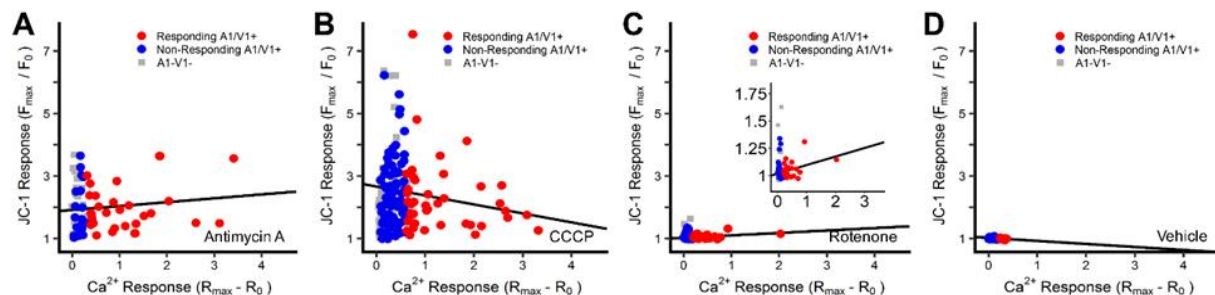 A
B
C
D
Responding A1/V1+
Non-Responding A1/V1+
A1-V1-
Responding A1/V1+
Non-Responding A1/V1+
A1-V1-
Responding A1/V1+
Non-Responding A1/V1+
A1-V1-
Responding A1/V1+
Non-Responding A1/V1+
A1-V1-
JC-1 Response (Fmax / F0)
7
5
3
2
1
Antimycin A
0 1 2 3 4
Ca2+ Response (Rmax - R0)
JC-1 Response (Fmax / F0)
7
5
3
2
1
CCCP
0 1 2 3 4
Ca2+ Response (Rmax - R0)
JC-1 Response (Fmax / F0)
7
5
3
2
1
1.75
1.5
1.25
1.0
0 1 2 3
Rotenone
0 1 2 3 4
Ca2+ Response (Rmax - R0)
JC-1 Response (Fmax / F0)
7
5
3
2
1
Vehicle
0 1 2 3 4
Ca2+ Response (Rmax - R0)